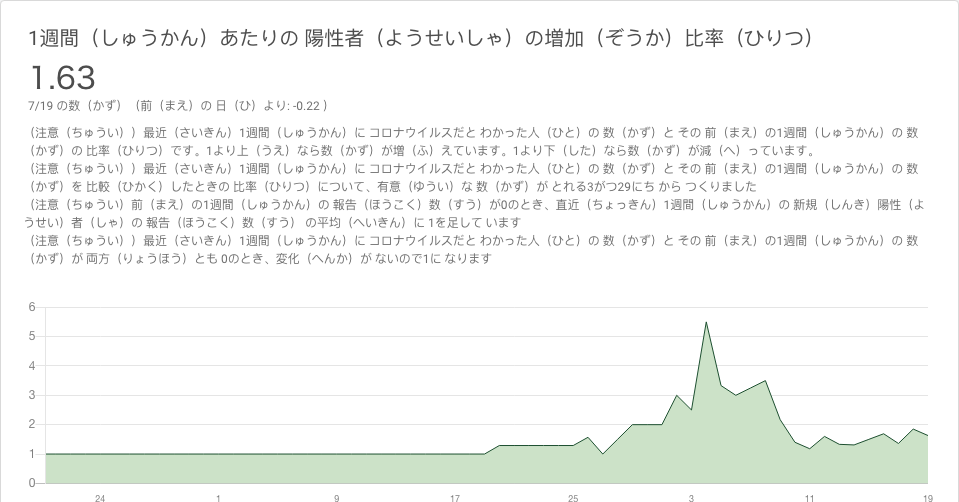 1週間（しゅうかん）あたりの 陽性者（ようせいしゃ）の増加（ぞうか）比率（ひりつ）
1.63
7/19 の数（かず）（前（まえ）の 日（ひ）より: -0.22 ）
（注意（ちゅうい））最近（さいきん）1週間（しゅうかん）に コロナウイルスだと わかった人（ひと）の 数（かず）と その 前（まえ）の1週間（しゅうかん）の 数
（かず）の 比率（ひりつ）です。1より上（うえ）なら数（かず）が増（ふ）えています。1より下（した）なら数（かず）が減（へ）っています。
（注意（ちゅうい））最近（さいきん）1週間（しゅうかん）に コロナウイルスだと わかった人（ひと）の 数（かず）と その 前（まえ）の1週間（しゅうかん）の 数
（かず）を 比較（ひかく）したときの 比率（ひりつ）について、有意（ゆうい）な 数（かず）が とれる3がつ29にち から つくりました
（注意（ちゅうい）前（まえ）の1週間（しゅうかん）の 報告（ほうこく）数（すう）が0のとき、直近（ちょっきん）1週間（しゅうかん）の 新規（しんき）陽性（よ
うせい）者（しゃ）の 報告（ほうこく）数（すう） の平均（へいきん）に 1を足して います
（注意（ちゅうい））最近（さいきん）1週間（しゅうかん）に コロナウイルスだと わかった人（ひと）の 数（かず）と その 前（まえ）の1週間（しゅうかん）の 数
（かず）が 両方（りょうほう）とも 0のとき、変化（へんか）が ないので1に なります
6
5
4
3
2
1
0
24 1 9 17 25 3 11 19